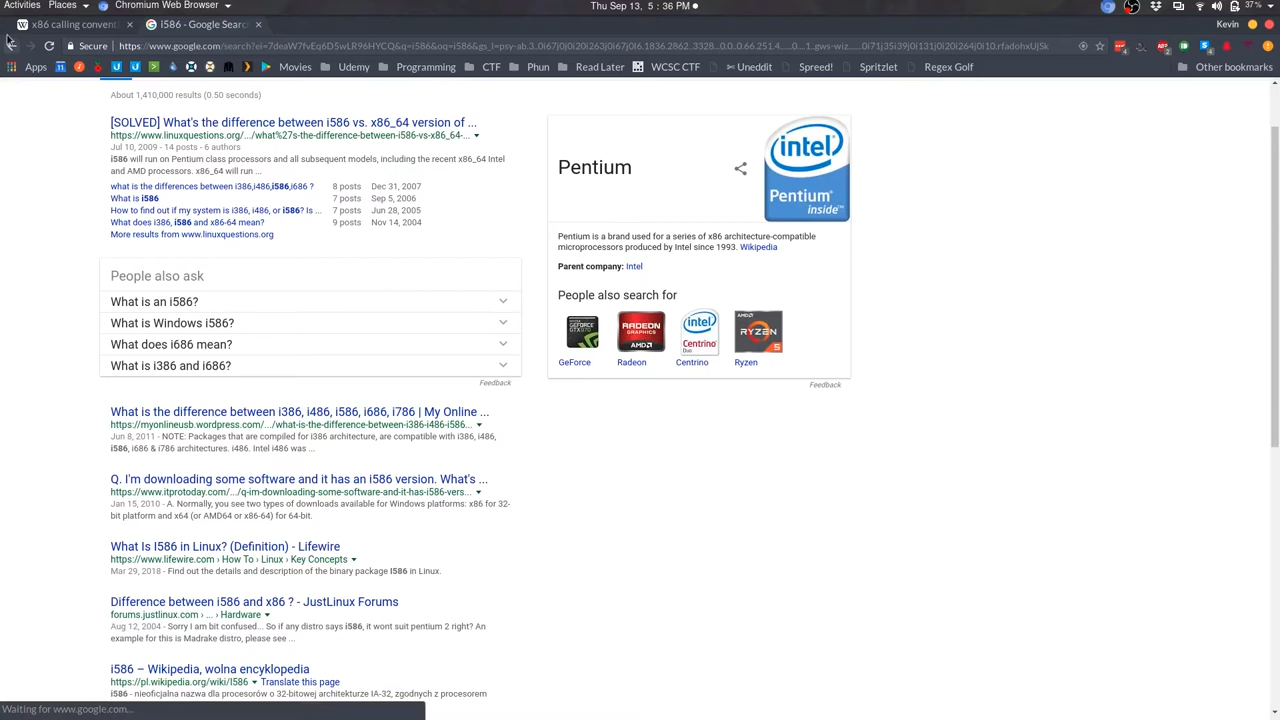 Activities Places Chromium Web Browser Thu Sep 13, 5:36 PM 37%
x86 calling convent i586 - Google Sear Kevin
Secure https://www.google.com/search?ei=7deaW7fvEq6D5wLR96HYCQ&q=i586&oq=i586&gs_l=psy-ab.3..0i67j0j0i20i263j0i67j0l6.1836.2862..3328...0.0..0.66.251.4......0....1..gws-wiz.......0i71j35i39j0i131j0i20i264j0i10.rfadohxUjSk
Apps Movies Udemy Programming CTF Phun Read Later WCSC CTF Uneddit Spreed! Spritzlet Regex Golf Other bookmarks
About 1,410,000 results (0.50 seconds)
[SOLVED] What's the difference between i586 vs. x86_64 version of ...
https://www.linuxquestions.org/.../what%27s-the-difference-between-i586-vs-x86_64-...
Jul 10, 2009 - 14 posts - 6 authors
i586 will run on Pentium class processors and all subsequent models, including the recent x86_64 Intel
and AMD processors. x86_64 will run ...
what is the differences between i386,i486,i586,i686 ? 8 posts Dec 31, 2007
What is i586 7 posts Sep 5, 2006
How to find out if my system is i386, i486, or i586? Is ... 7 posts Jun 28, 2005
What does i386, i586 and x86-64 mean? 9 posts Nov 14, 2004
More results from www.linuxquestions.org
People also ask
What is an i586?
What is Windows i586?
What does i686 mean?
What is i386 and i686?
Feedback
What is the difference between i386, i486, i586, i686, i786 | My Online ...
https://myonlineusb.wordpress.com/.../what-is-the-difference-between-i386-i486-i586...
Jun 8, 2011 - NOTE: Packages that are compiled for i386 architecture, are compatible with i386, i486,
i586, i686 & i786 architectures. i486. Intel i486 was ...
Q. I'm downloading some software and it has an i586 version. What's ...
https://www.itprotoday.com/.../q-im-downloading-some-software-and-it-has-i586-vers...
Jan 15, 2010 - A. Normally, you see two types of downloads available for Windows platforms: x86 for 32-
bit platform and x64 (or AMD64 or x86-64) for 64-bit.
What Is I586 in Linux? (Definition) - Lifewire
https://www.lifewire.com › How To › Linux › Key Concepts
Mar 29, 2018 - Find out the details and description of the binary package I586 in Linux.
Difference between i586 and x86 ? - JustLinux Forums
forums.justlinux.com › ... › Hardware
Aug 12, 2004 - Sorry I am bit confused... So if any distro says i586, it wont suit pentium 2 right? An
example for this is Madrake distro, please see ...
i586 – Wikipedia, wolna encyklopedia
https://pl.wikipedia.org/wiki/I586 Translate this page
i586 - nieoficjalna nazwa dla procesorów o 32-bitowej architekturze IA-32, zgodnych z procesorem
Waiting for www.google.com...
Pentium
intel
Pentium
inside™
Pentium is a brand used for a series of x86 architecture-compatible
microprocessors produced by Intel since 1993. Wikipedia
Parent company: Intel
People also search for
GEFORCE
RADEON
GRAPHICS
AMD
intel
Centrino
Duo
AMD
RYZEN
5
GeForce Radeon Centrino Ryzen
Feedback